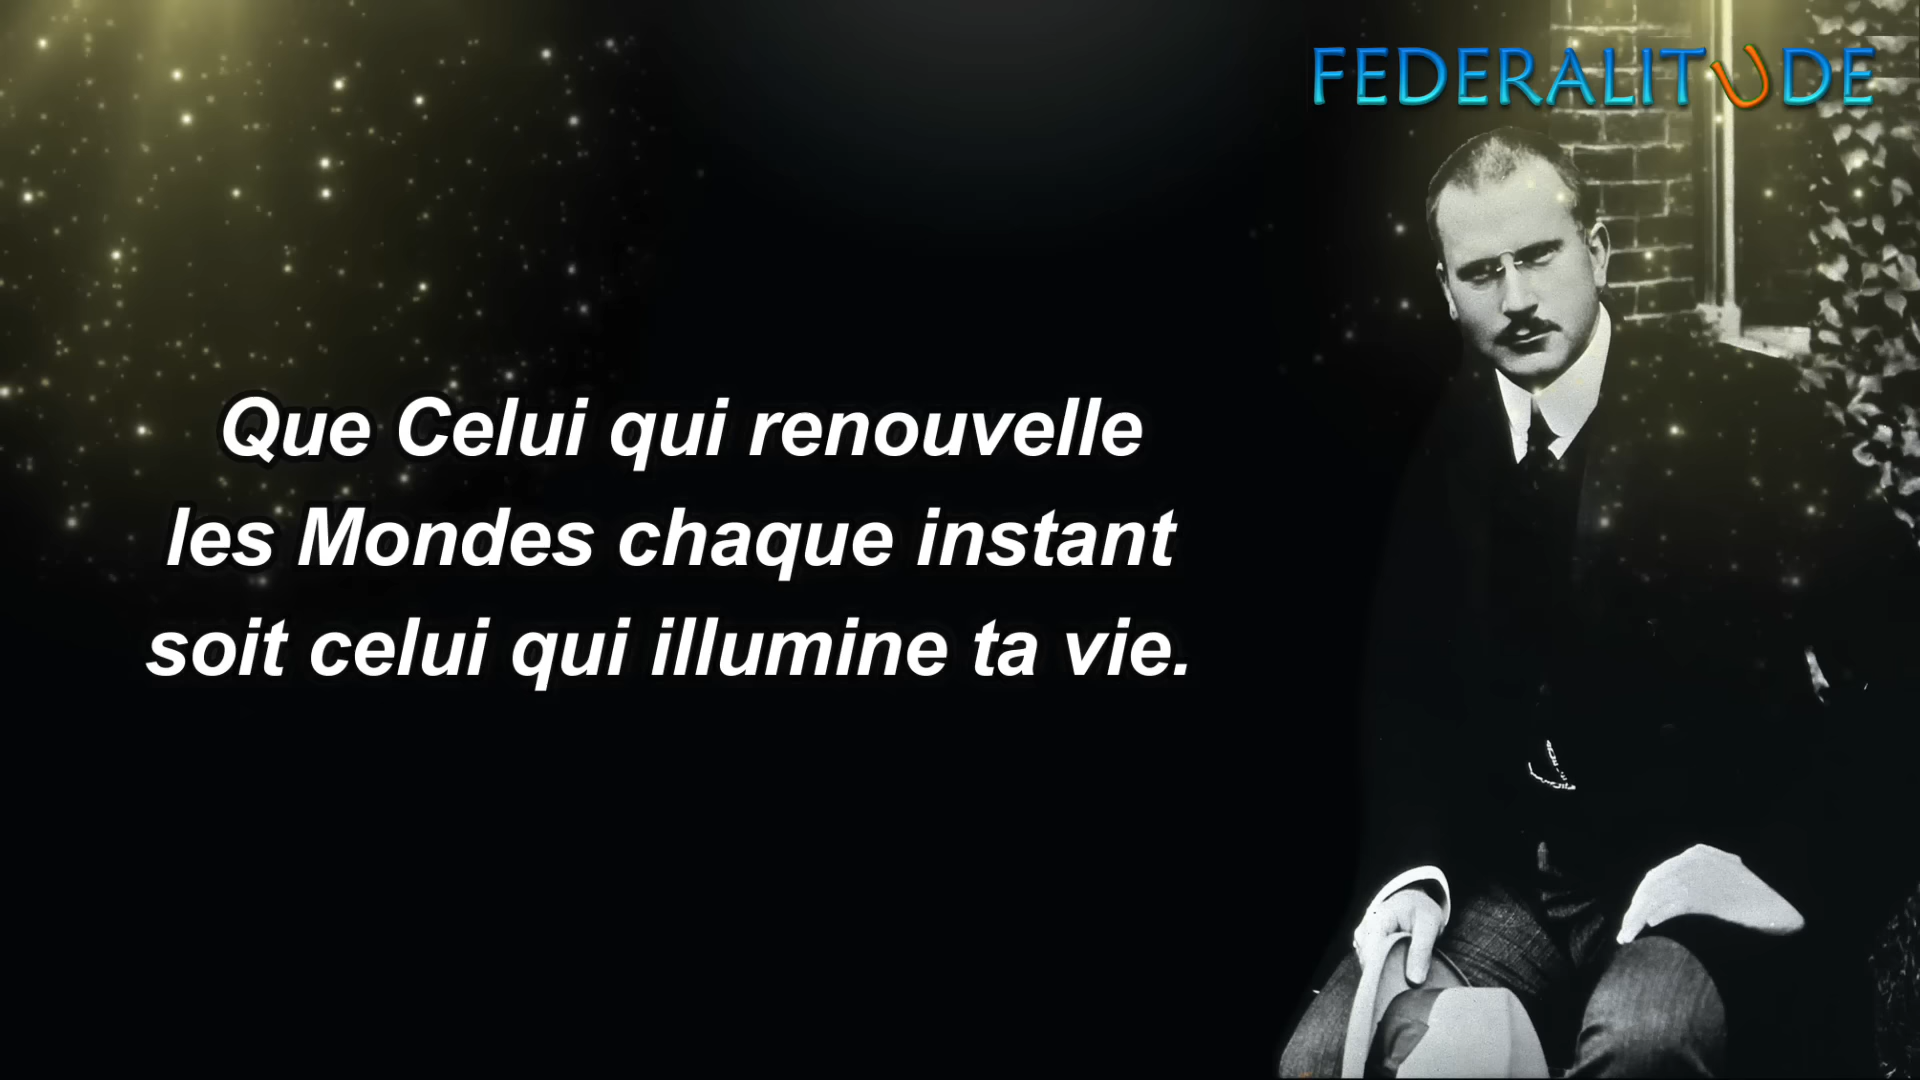 FEDERALITUDE
Que Celui qui renouvelle
les Mondes chaque instant
soit celui qui illumine ta vie.